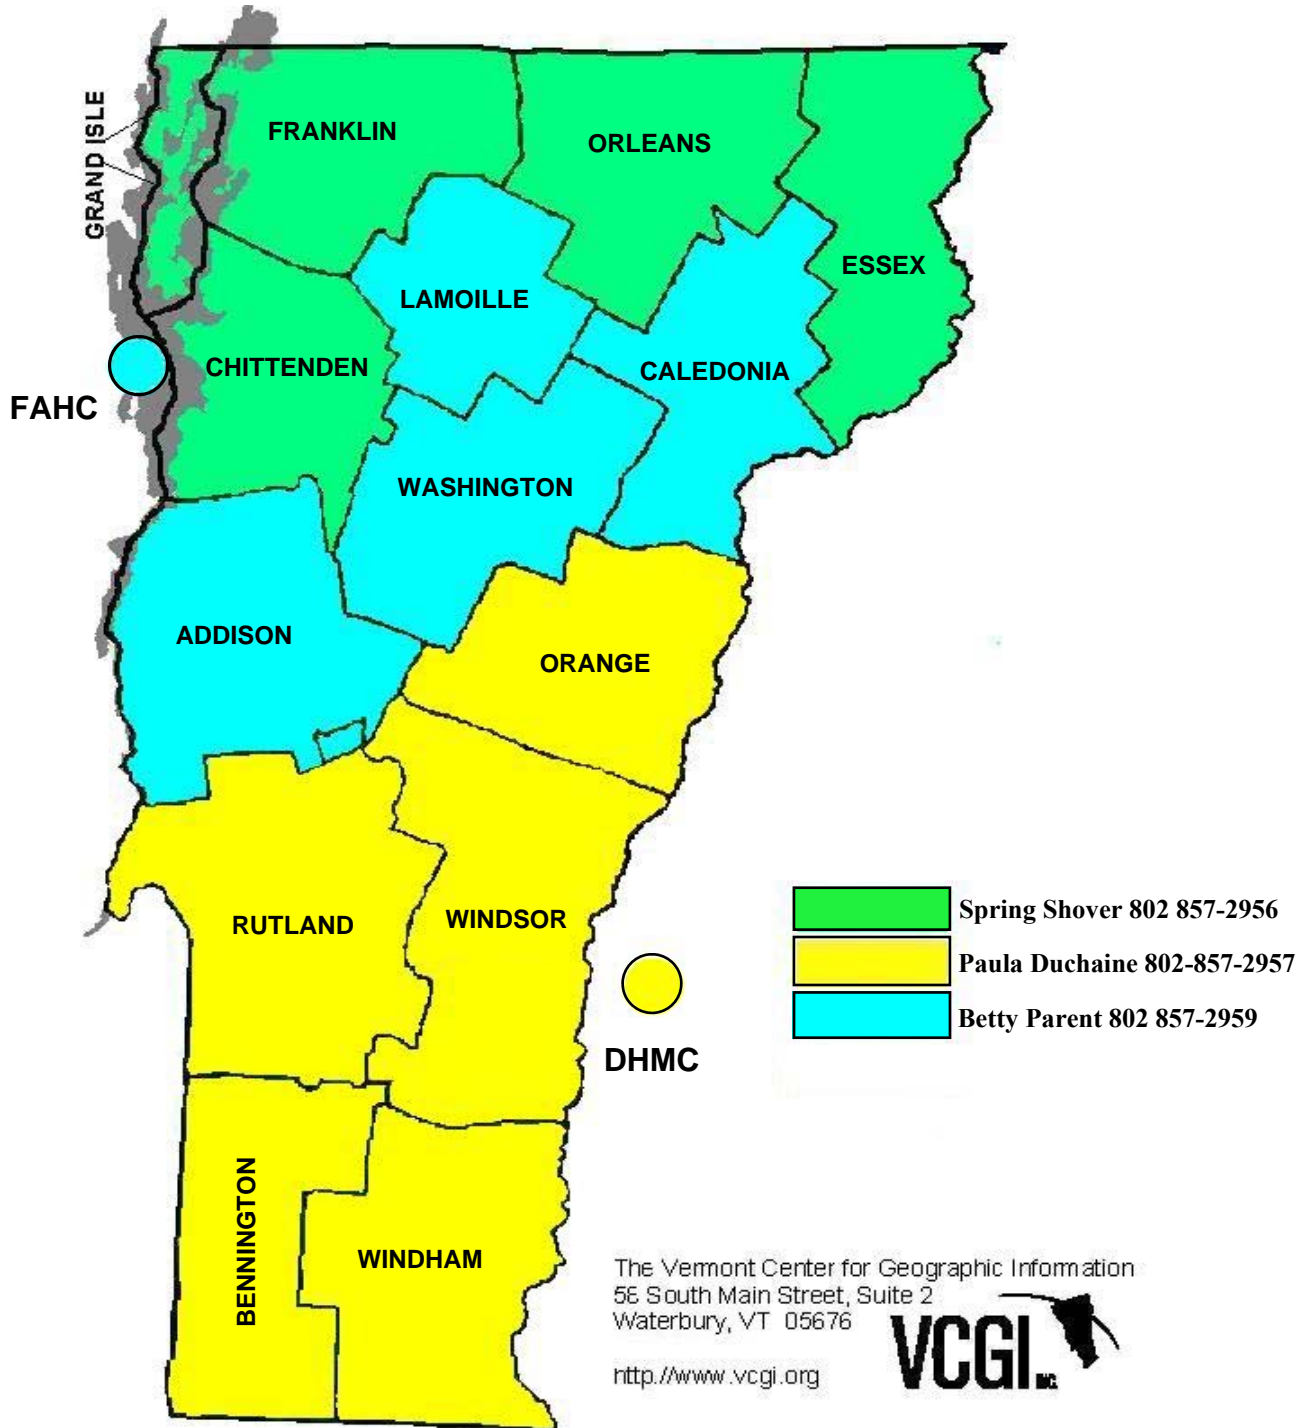 GRAND ISLE
FRANKLIN
ORLEANS
ESSEX
LAMOILLE
CHITTENDEN
CALEDONIA
FAHC
WASHINGTON
ADDISON
ORANGE
RUTLAND
WINDSOR
Spring Shover 802 857-2956
Paula Duchaine 802-857-2957
Betty Parent 802 857-2959
DHMC
BENNINGTON
WINDHAM
The Vermont Center for Geographic Information
56 South Main Street, Suite 2
Waterbury, VT 05676
http://www.vcgi.org
VCGI INC.